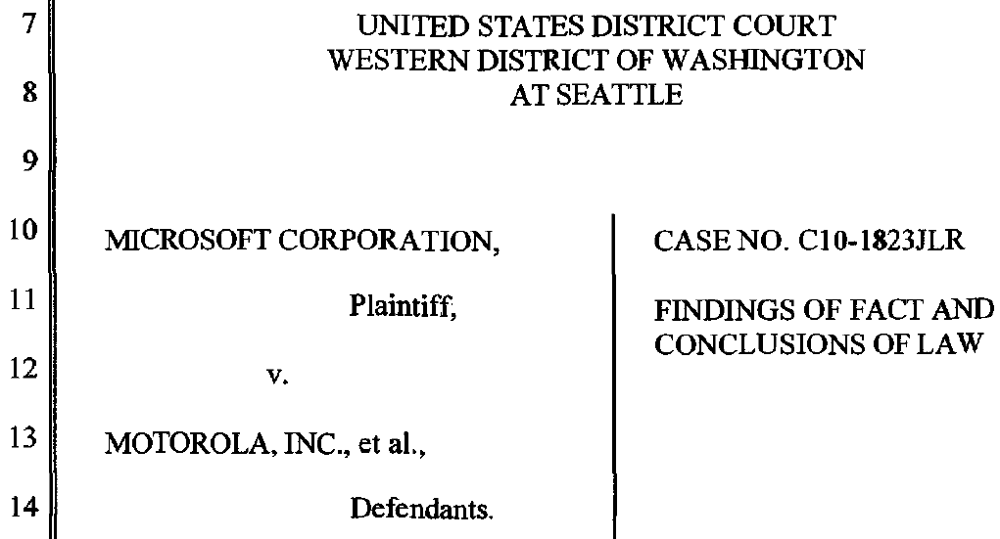 7 UNITED STATES DISTRICT COURT
WESTERN DISTRICT OF WASHINGTON
8 AT SEATTLE
9
10 MICROSOFT CORPORATION, CASE NO. C10-1823JLR
11 Plaintiff, FINDINGS OF FACT AND
CONCLUSIONS OF LAW
12 v.
13 MOTOROLA, INC., et al.,
14 Defendants.